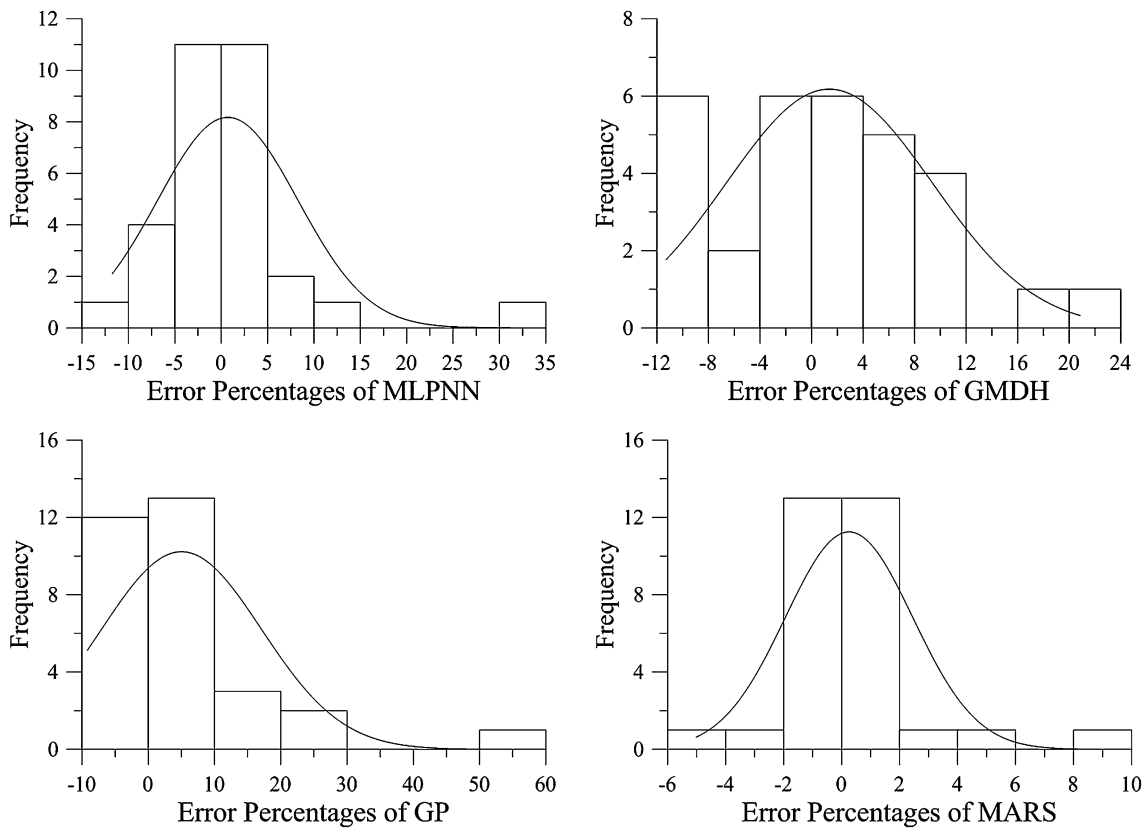 12
10
8
6
4
2
0
Frequency
-15 -10 -5 0 5 10 15 20 25 30 35
Error Percentages of MLPNN
8
6
4
2
0
Frequency
-12 -8 -4 0 4 8 12 16 20 24
Error Percentages of GMDH
16
12
8
4
0
Frequency
-10 0 10 20 30 40 50 60
Error Percentages of GP
16
12
8
4
0
Frequency
-6 -4 -2 0 2 4 6 8 10
Error Percentages of MARS